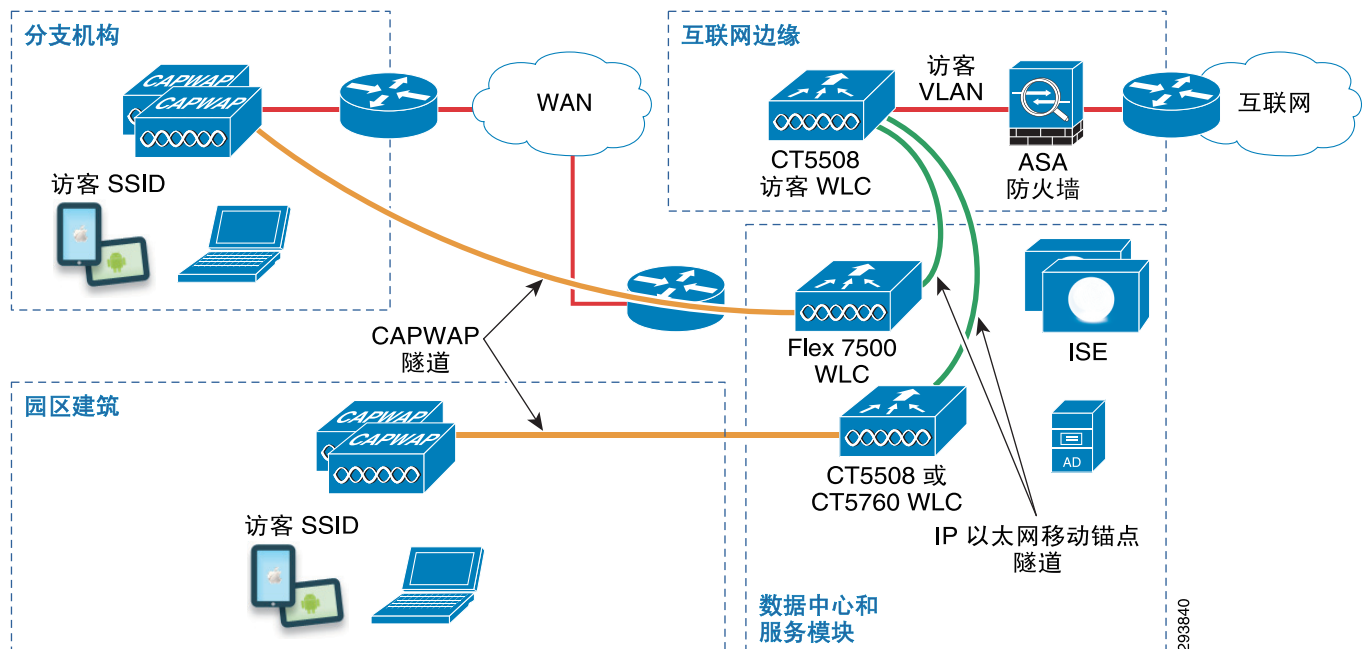 分支机构
CAPWAP
CAPWAP
访客 SSID
WAN
互联网边缘
访客
VLAN
CT5508
访客 WLC
ASA
防火墙
互联网
CAPWAP
隧道
Flex 7500
WLC
ISE
园区建筑
CAPWAP
CAPWAP
访客 SSID
CT5508 或
CT5760 WLC
AD
IP 以太网移动锚点
隧道
数据中心和
服务模块
293840